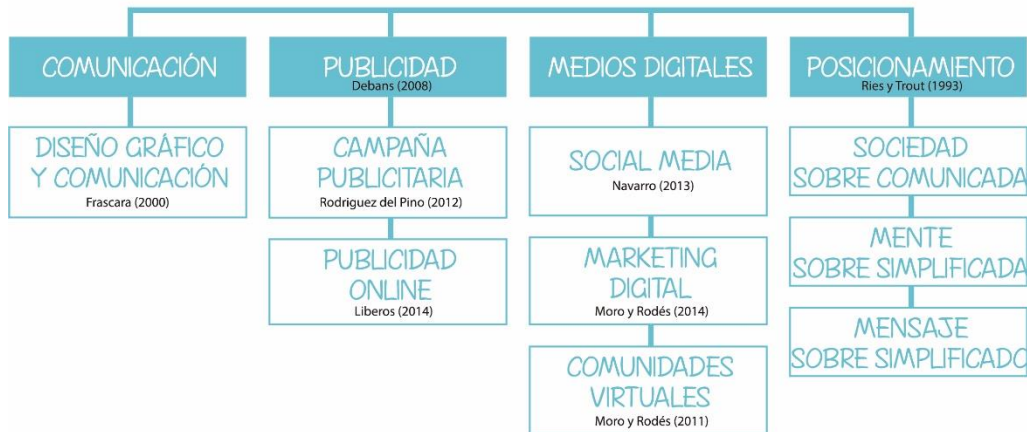 COMUNICACIÓN
DISEÑO GRÁFICO
Y COMUNICACIÓN
Frascara (2000)
PUBLICIDAD
Debans (2008)
CAMPAÑA
PUBLICITARIA
Rodriguez del Pino (2012)
PUBLICIDAD
ONLINE
Liberos (2014)
MEDIOS DIGITALES
SOCIAL MEDIA
Navarro (2013)
MARKETING
DIGITAL
Moro y Rodés (2014)
COMUNIDADES
VIRTUALES
Moro y Rodés (2011)
POSICIONAMIENTO
Ries y Trout (1993)
SOCIEDAD
SOBRE COMUNICADA
MENTE
SOBRE SIMPLIFICADA
MENSAJE
SOBRE SIMPLIFICADO